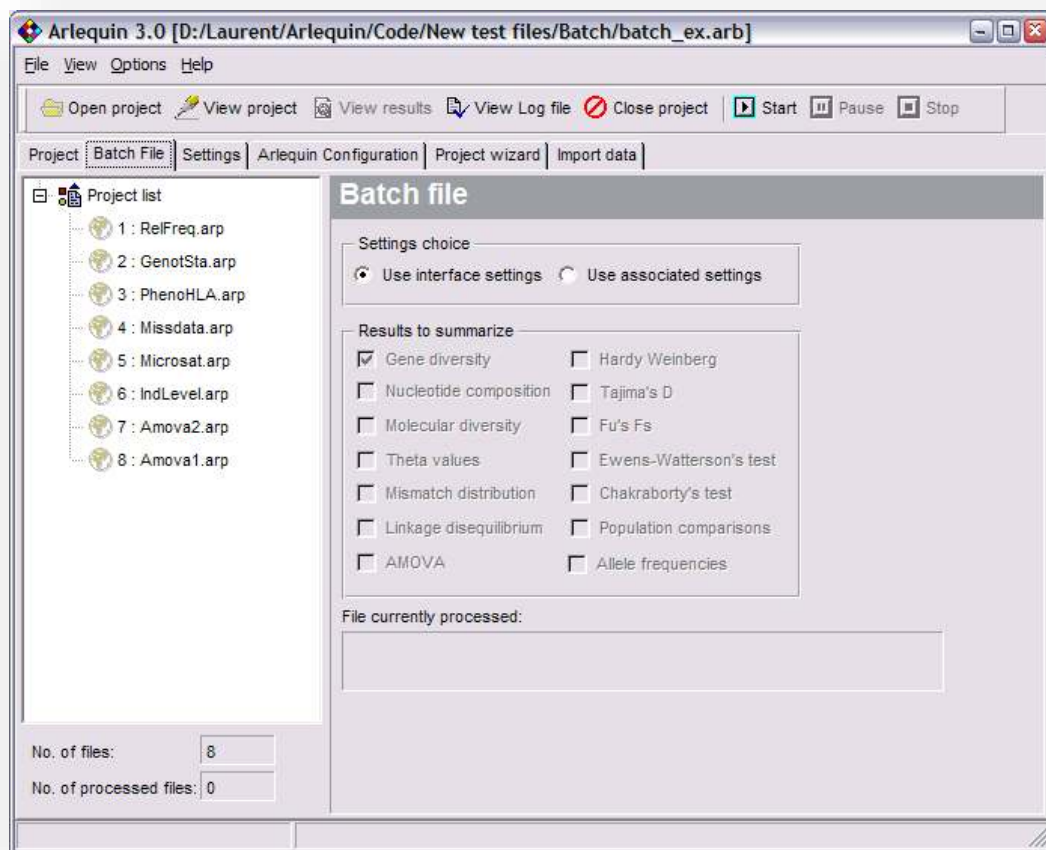 Arlequin 3.0 [D:/Laurent/Arlequin/Code/New test files/Batch/batch_ex.arb]
File View Options Help
Open project View project View results View Log file Close project Start Pause Stop
Project Batch File Settings Arlequin Configuration Project wizard Import data
Project list
1 : RelFreq.arp
2 : GenotSta.arp
3 : PhenoHLA.arp
4 : Missdata.arp
5 : Microsat.arp
6 : IndLevel.arp
7 : Amova2.arp
8 : Amova1.arp
No. of files: 8
No. of processed files: 0
Batch file
Settings choice
Use interface settings Use associated settings
Results to summarize
Gene diversity Hardy Weinberg
Nucleotide composition Tajima's D
Molecular diversity Fu's Fs
Theta values Ewens-Watterson's test
Mismatch distribution Chakraborty's test
Linkage disequilibrium Population comparisons
AMOVA Allele frequencies
File currently processed: